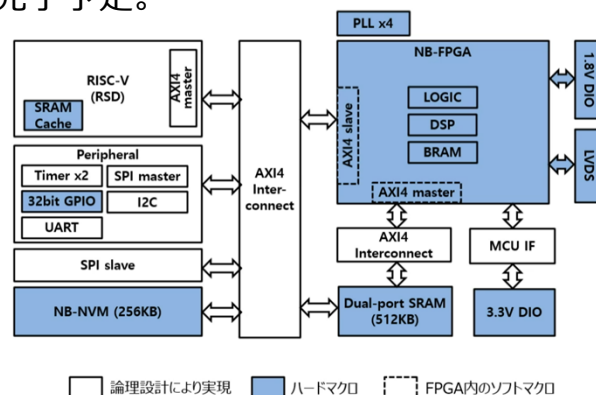 完了予定。
PLL x4
RISC-V
(RSD)
AXI4
master
SRAM
Cache
Peripheral
Timer x2
SPI master
32bit GPIO
I2C
UART
SPI slave
NB-NVM (256KB)
AXI4
Inter-
connect
NB-FPGA
LOGIC
DSP
BRAM
AXI4 slave
AXI4 master
1.8V DIO
LVDS
AXI4
Interconnect
MCU IF
Dual-port SRAM
(512KB)
3.3V DIO
論理設計により実現
ハードマクロ
FPGA内のソフトマクロ